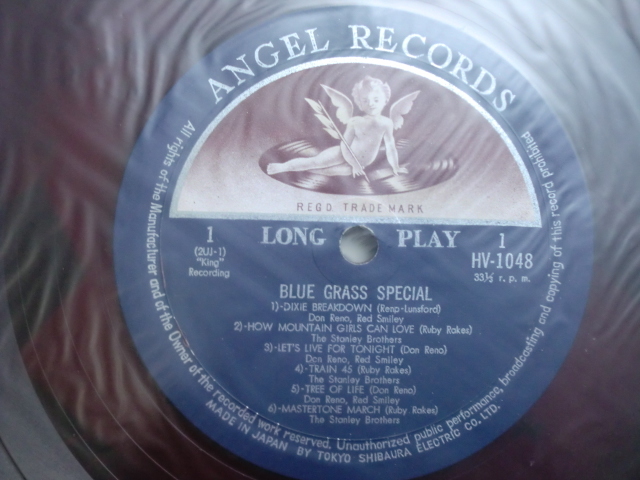 ANGEL RECORDS
REGD TRADE MARK
1 LONG PLAY 1
(2UJ-1)
"King"
Recording
HV-1048
33⅓ r. p. m.
BLUE GRASS SPECIAL
1)-DIXIE BREAKDOWN (Reno-Lunsford)
Don Reno, Red Smiley
2)-HOW MOUNTAIN GIRLS CAN LOVE (Ruby Rakes)
The Stanley Brothers
3)-LET'S LIVE FOR TONIGHT (Don Reno)
Don Reno, Red Smiley
4)-TRAIN 45 (Ruby Rakes)
The Stanley Brothers
5)-TREE OF LIFE (Don Reno)
Don Reno, Red Smiley
6)-MASTERTONE MARCH (Ruby Rakes)
The Stanley Brothers
All rights of the Manufacturer and of the Owner of the recorded work reserved. Unauthorized public performance, broadcasting and copying of this record prohibited
MADE IN JAPAN BY TOKYO SHIBAURA ELECTRIC CO. LTD.